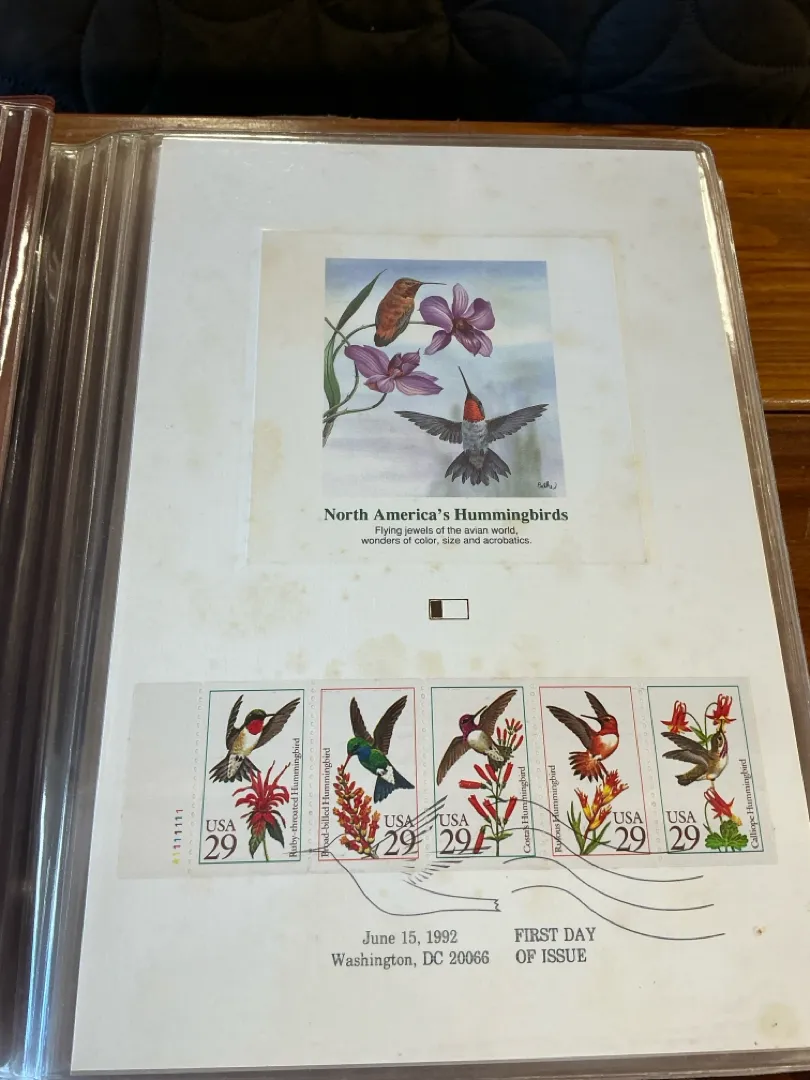 North America's Hummingbirds
Flying jewels of the avian world,
wonders of color, size and acrobatics.
A1111111
USA
29
Ruby-throated Hummingbird
Broad-billed Hummingbird
29
USA
29
Costa's Hummingbird
Rufous Hummingbird
USA
29
USA
29
Calliope Hummingbird
June 15, 1992
Washington, DC 20066
FIRST DAY
OF ISSUE